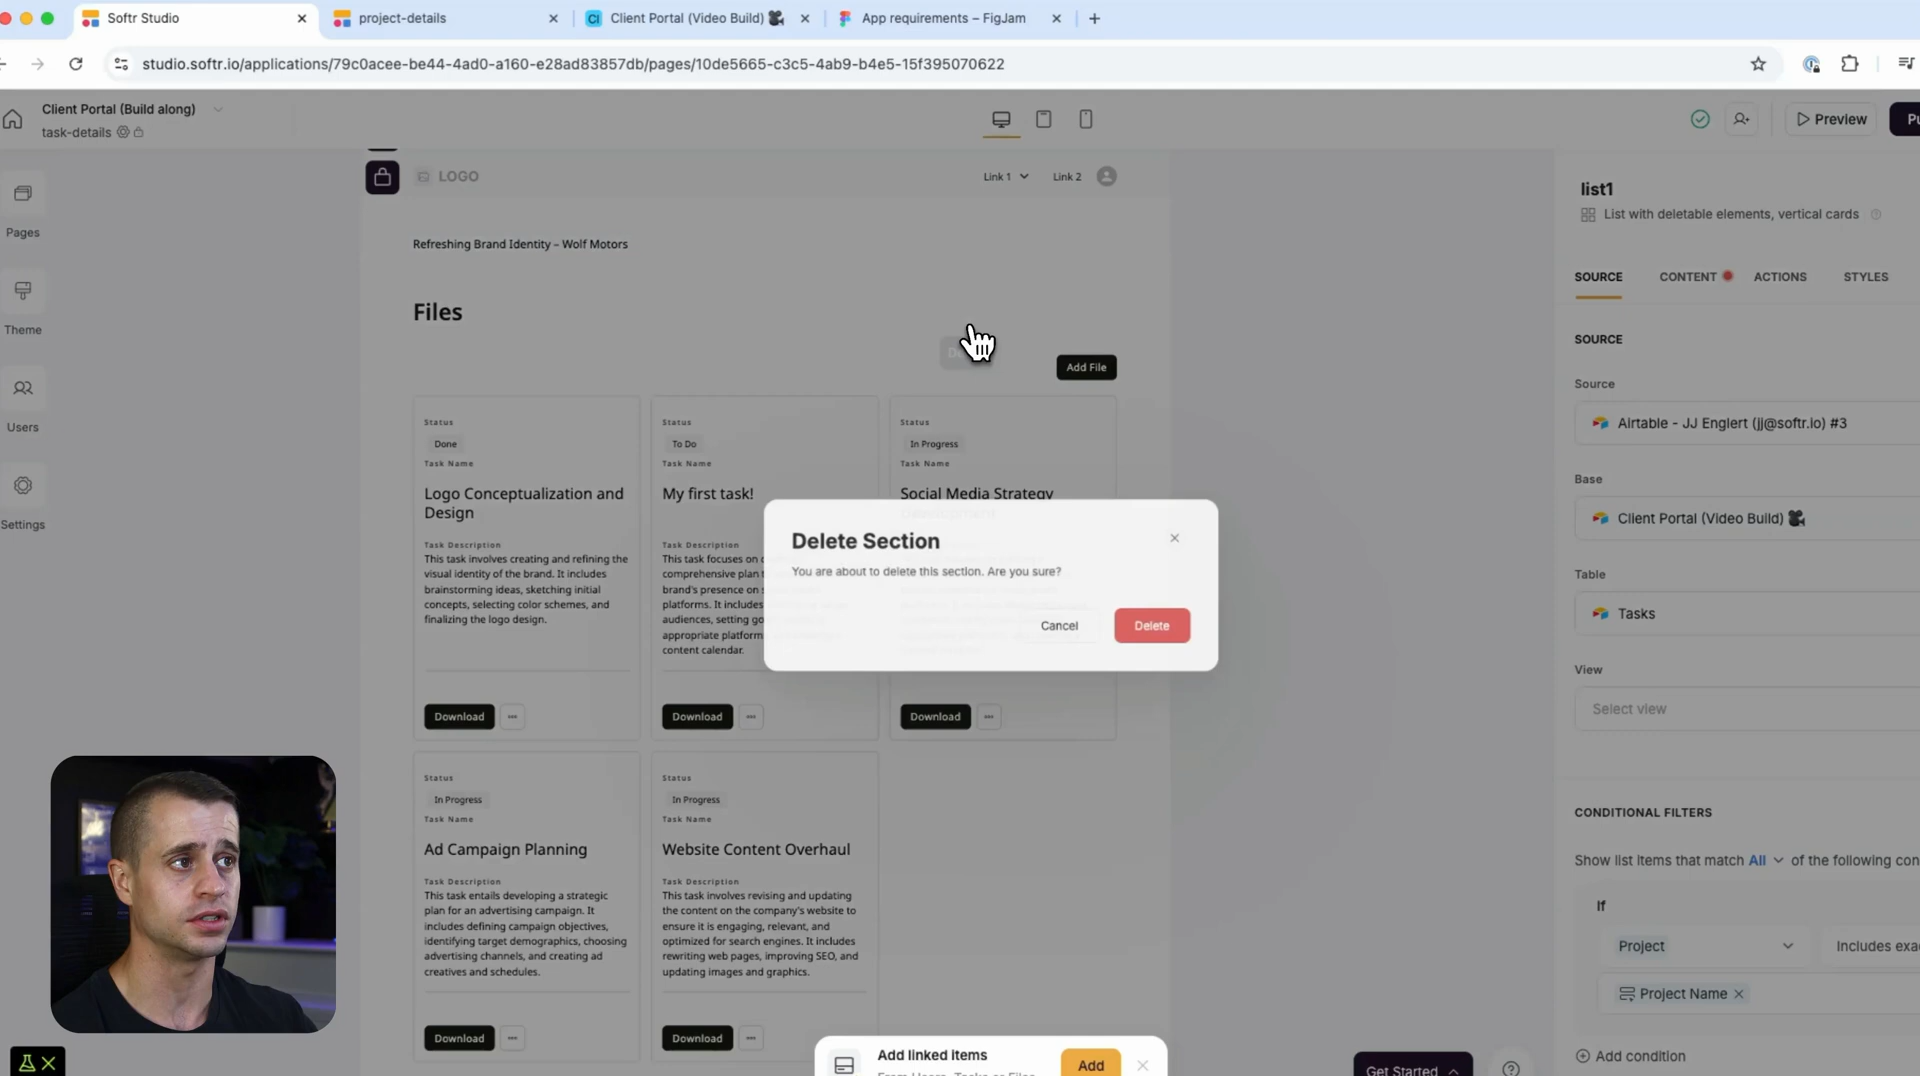 Softr Studio
project-details
Client Portal (Video Build) 🎥
App requirements – FigJam
studio.softr.io/applications/79c0acee-be44-4ad0-a160-e28ad83857db/pages/10de5665-c3c5-4ab9-b4e5-15f395070622
Client Portal (Build along)
task-details
Preview
Pages
Theme
Users
Settings
LOGO
Link 1
Link 2
Refreshing Brand Identity – Wolf Motors
Files
Add File
Status
Done
Task Name
Logo Conceptualization and
Design
Task Description
This task involves creating and refining the
visual identity of the brand. It includes
brainstorming ideas, sketching initial
concepts, selecting color schemes, and
finalizing the logo design.
Download
Status
To Do
Task Name
My first task!
Task Description
This task focuses on
comprehensive plan
brand's presence on
platforms. It includes
audiences, setting
appropriate platform
content calendar.
Download
Status
In Progress
Task Name
Social Media Strategy
Download
Delete Section
You are about to delete this section. Are you sure?
Cancel
Delete
Status
In Progress
Task Name
Ad Campaign Planning
Task Description
This task entails developing a strategic
plan for an advertising campaign. It
includes defining campaign objectives,
identifying target demographics, choosing
advertising channels, and creating ad
creatives and schedules.
Download
Status
In Progress
Task Name
Website Content Overhaul
Task Description
This task involves revising and updating
the content on the company's website to
ensure it is engaging, relevant, and
optimized for search engines. It includes
rewriting web pages, improving SEO, and
updating images and graphics.
Download
Add linked items
Add
Get Started
list1
List with deletable elements, vertical cards
SOURCE
CONTENT
ACTIONS
STYLES
SOURCE
Source
Airtable - JJ Englert (jj@softr.io) #3
Base
Client Portal (Video Build) 🎥
Table
Tasks
View
Select view
CONDITIONAL FILTERS
Show list items that match All of the following con
If
Project
Includes exa
Project Name
Add condition